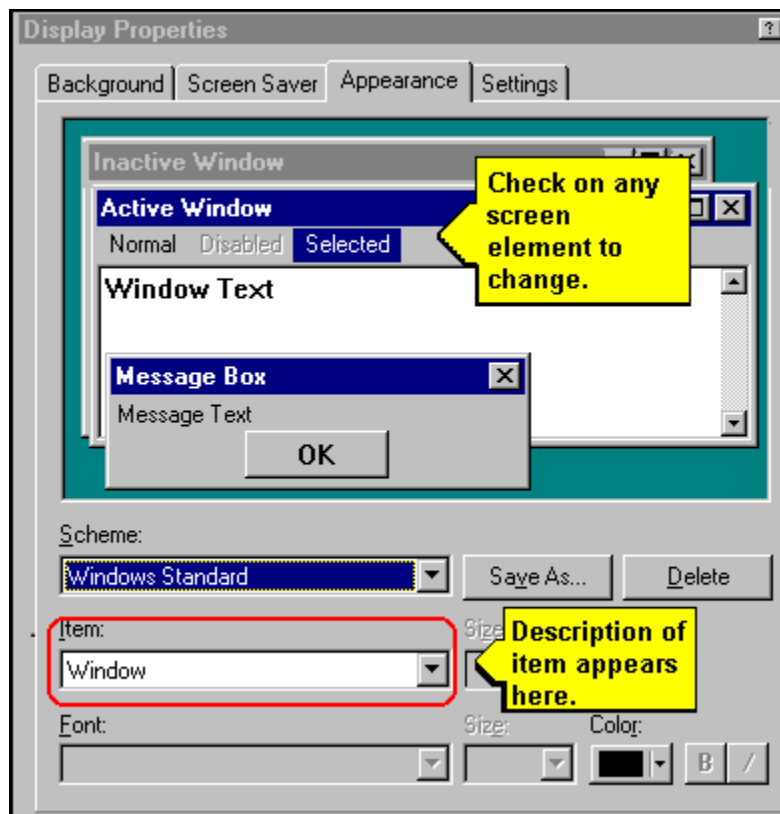 Display Properties
?
Background Screen Saver Appearance Settings
Inactive Window
Active Window
Normal Disabled Selected
Check on any
screen
element to
change.
Window Text
Message Box
Message Text
OK
Scheme:
Windows Standard
Save As...
Delete
Item:
Window
Description of
item appears
here.
Font:
Size:
Color:
B /